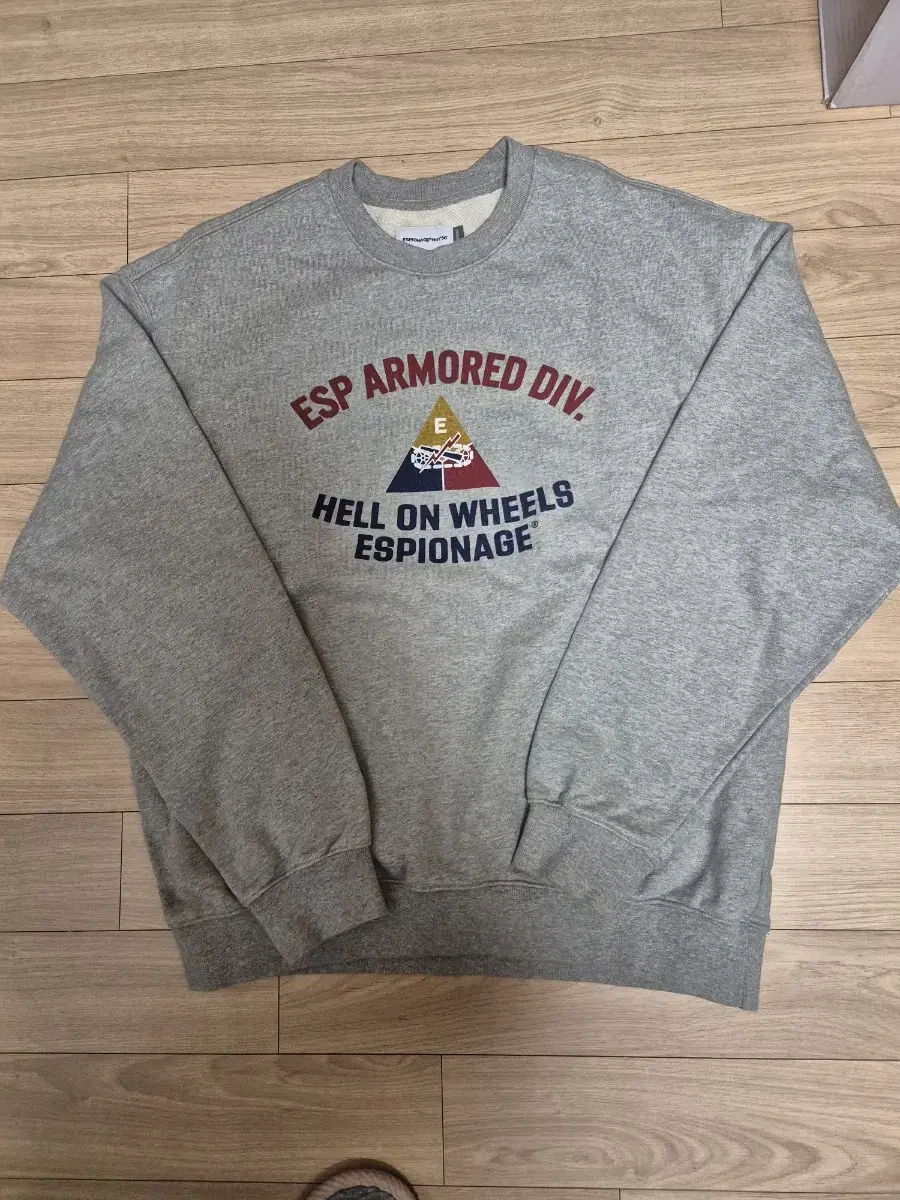 ESP ARMORED DIV.
E
HELL ON WHEELS
ESPIONAGE®